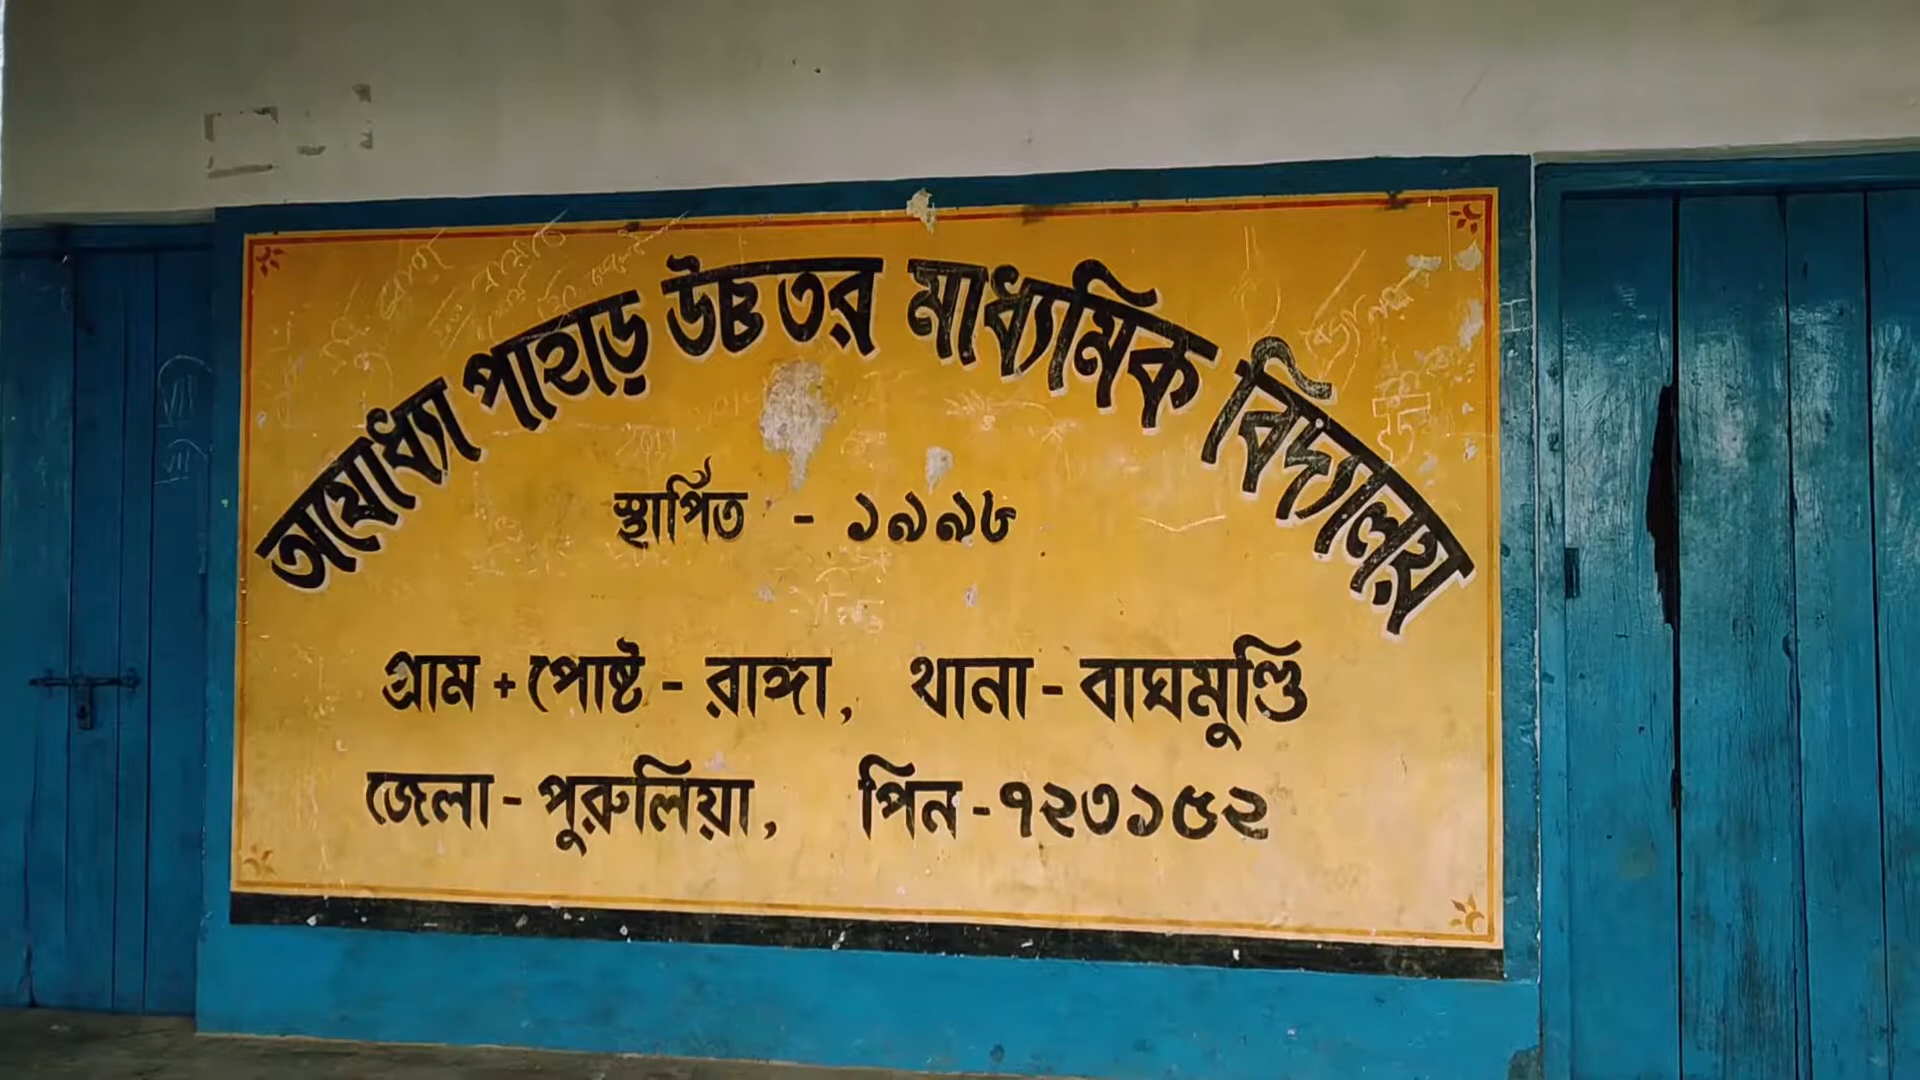 অযোধ্যা পাহাড় উচ্চতর মাধ্যমিক বিদ্যালয়
স্থাপিত - ১৯৯৮
গ্রাম + পোষ্ট - রাঙ্গা, থানা - বাঘমুণ্ডি
জেলা - পুরুলিয়া, পিন - ৭২৩১৫২